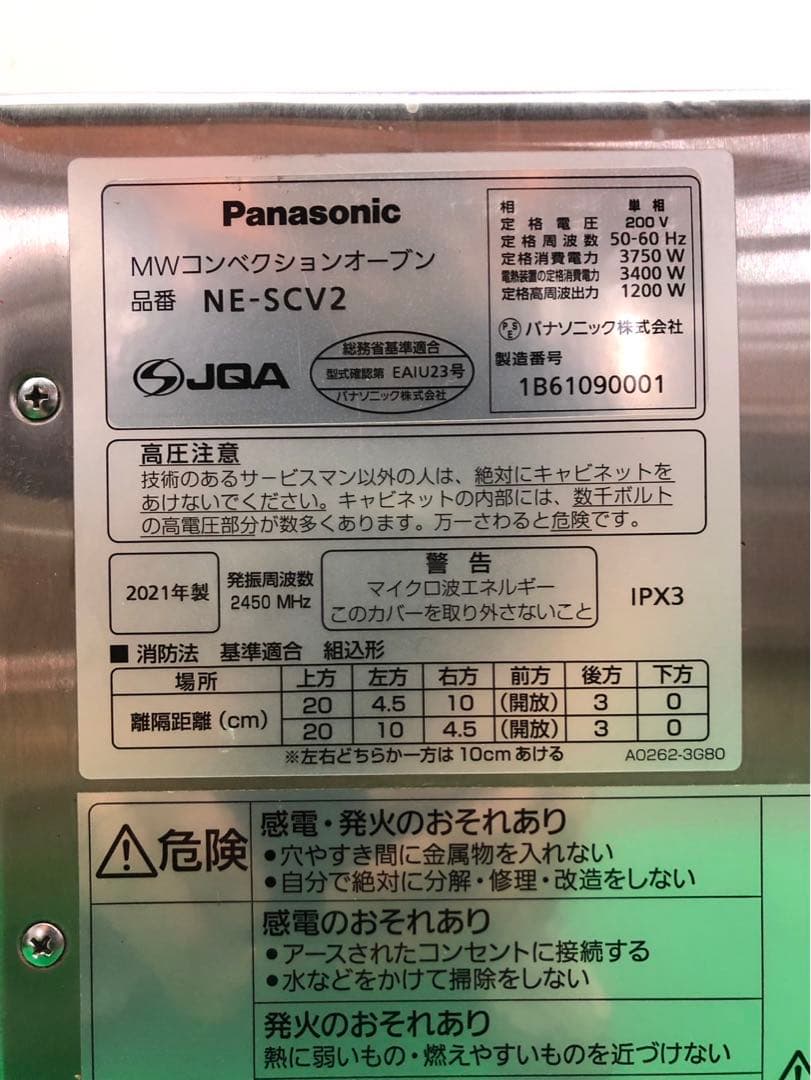 Panasonic
MWコンベクションオーブン
品番 NE-SCV2
JQA
総務省基準適合
型式確認第 EAIU23号
パナソニック株式会社
相 単相
定格電圧 200 V
定格周波数 50-60 Hz
定格消費電力 3750 W
電熱装置の定格消費電力 3400 W
定格高周波出力 1200 W
PSE パナソニック株式会社
製造番号
1B61090001
高圧注意
技術のあるサービスマン以外の人は、絶対にキャビネットを
あけないでください。キャビネットの内部には、数千ボルト
の高電圧部分が数多くあります。万一さわると危険です。
2021年製
発振周波数
2450 MHz
警告
マイクロ波エネルギー
このカバーを取り外さないこと
IPX3
■ 消防法 基準適合 組込形
場所 上方 左方 右方 前方 後方 下方
離隔距離(cm)
20 4.5 10 (開放) 3 0
20 10 4.5 (開放) 3 0
※左右どちらか一方は10cmあける
A0262-3G80
危険
感電・発火のおそれあり
●穴やすき間に金属物を入れない
●自分で絶対に分解・修理・改造をしない
感電のおそれあり
●アースされたコンセントに接続する
●水などをかけて掃除をしない
発火のおそれあり
熱に弱いもの・燃えやすいものを近づけない